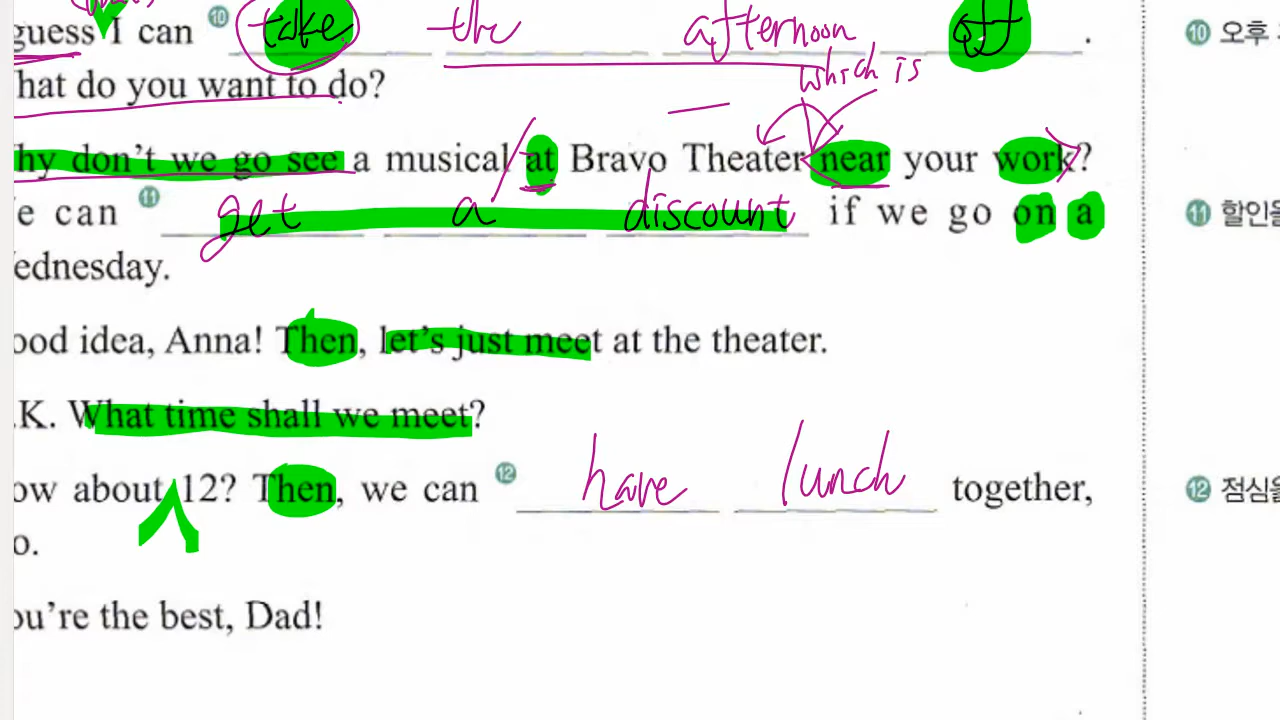 guess I can ⑩ take the afternoon off . ⑩ 오후
hat do you want to do?
which is
hy don't we go see a musical at Bravo Theater near your work?
e can ⑪ get a discount if we go on a ⑪ 할인을
ednesday.
ood idea, Anna! Then, let's just meet at the theater.
.K. What time shall we meet?
ow about 12? Then, we can ⑫ have lunch together, ⑫ 점심을
o.
ou're the best, Dad!